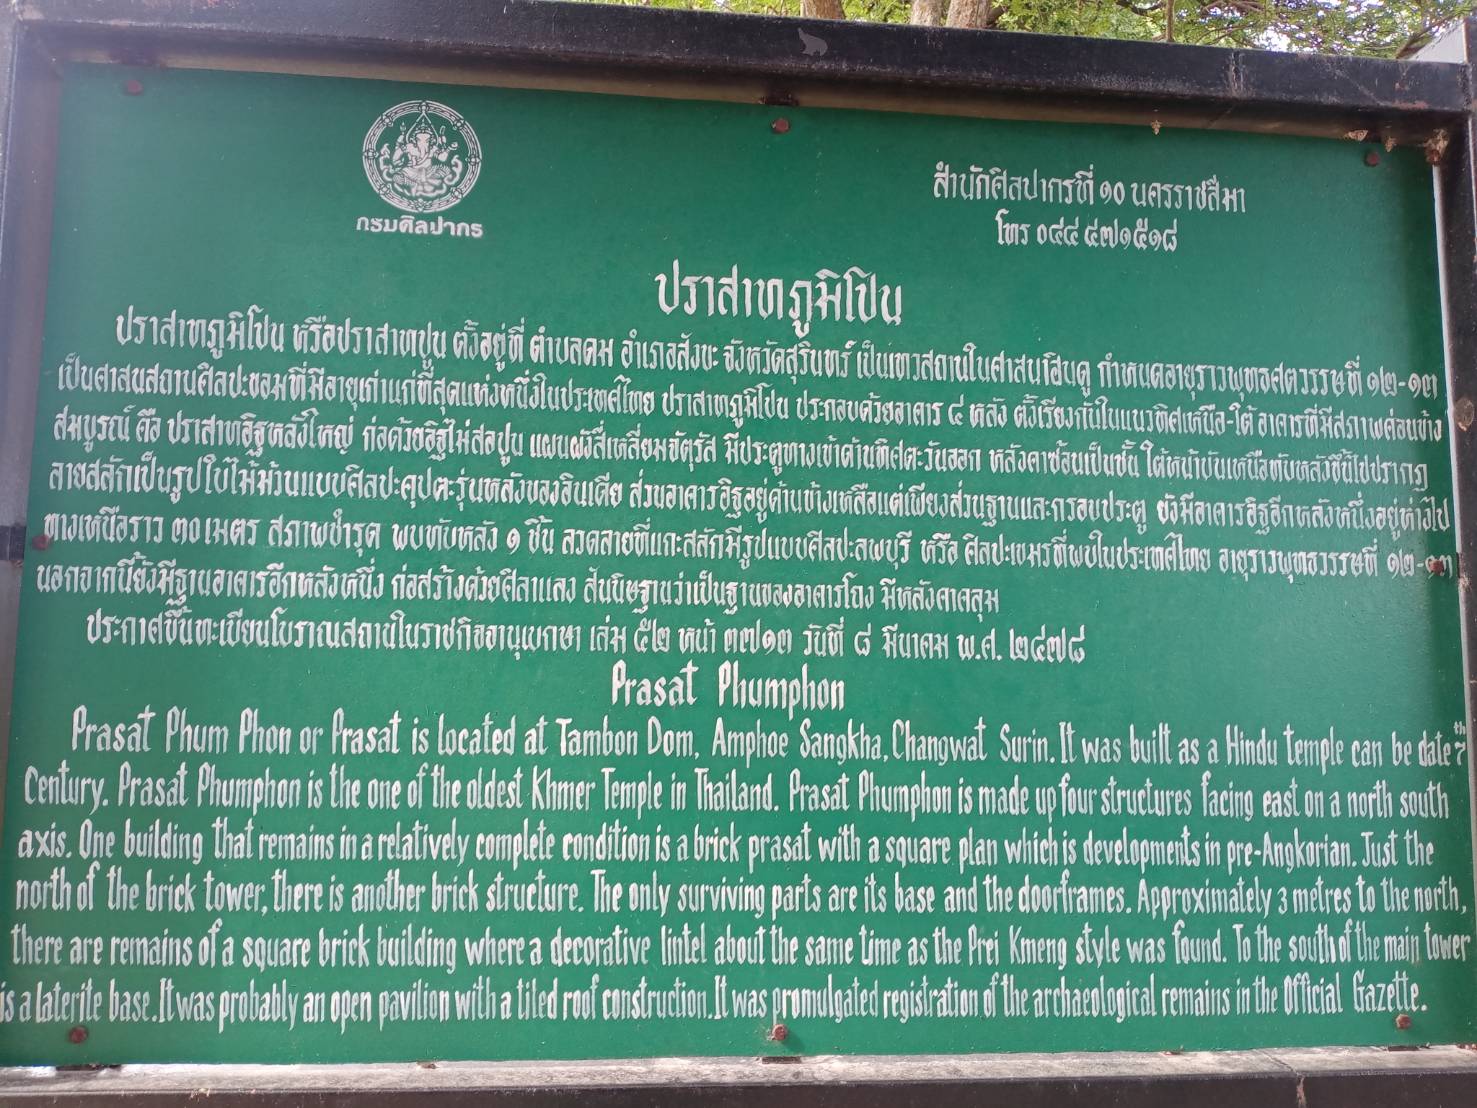 กรมศิลปากร
สำนักศิลปากรที่ ๑๐ นครราชสีมา
โทร ๐๔๔ ๔๗๑๕๑๘
ปราสาทภูมิโปน
ปราสาทภูมิโปน หรือปราสาทปูน ตั้งอยู่ที่ ตำบลดม อำเภอสังขะ จังหวัดสุรินทร์ เป็นเทวสถานในศาสนาฮินดู กำหนดอายุราวพุทธศตวรรษที่ ๑๒-๑๓
เป็นศาสนสถานศิลปะขอมที่มีอายุเก่าแก่ที่สุดแห่งหนึ่งในประเทศไทย ปราสาทภูมิโปน ประกอบด้วยอาคาร ๔ หลัง ตั้งเรียงกันในแนวทิศเหนือ-ใต้ อาคารที่มีสภาพค่อนข้าง
สมบูรณ์ คือ ปราสาทอิฐหลังใหญ่ ก่อด้วยอิฐไม่สอปูน แผนผังสี่เหลี่ยมจัตุรัส มีประตูทางเข้าด้านทิศตะวันออก หลังคาซ้อนเป็นชั้น ใต้หน้าบันเหนือทับหลังขึ้นไปปรากฏ
ลายสลักเป็นรูปใบไม้ม้วนแบบศิลปะคุปตะรุ่นหลังของอินเดีย ส่วนอาคารอิฐอยู่ด้านข้างเหลือแต่เพียงส่วนฐานและกรอบประตู ยังมีอาคารอิฐอีกหลังหนึ่งอยู่ห่างไป
ทางเหนือราว ๓๐ เมตร สภาพชำรุด พบทับหลัง ๑ ชิ้น ลวดลายที่แกะสลักมีรูปแบบศิลปะลพบุรี หรือ ศิลปะเขมรที่พบในประเทศไทย อายุราวพุทธวรรษที่ ๑๒-๑๓
นอกจากนี้ยังมีฐานอาคารอีกหลังหนึ่ง ก่อสร้างด้วยศิลาแลง สันนิษฐานว่าเป็นฐานของอาคารโถง มีหลังคาคลุม
ประกาศขึ้นทะเบียนโบราณสถานในราชกิจจานุเบกษา เล่ม ๕๒ หน้า ๓๗๑๓ วันที่ ๘ มีนาคม พ.ศ. ๒๔๗๘
Prasat Phumphon
Prasat Phum Phon or Prasat is located at Tambon Dom, Amphoe Sangkha, Changwat Surin. It was built as a Hindu temple can be date 7th
Century. Prasat Phumphon is the one of the oldest Khmer Temple in Thailand. Prasat Phumphon is made up four structures facing east on a north south
axis. One building that remains in a relatively complete condition is a brick prasat with a square plan which is developments in pre-Angkorian. Just the
north of the brick tower, there is another brick structure. The only surviving parts are its base and the doorframes. Approximately 3 metres to the north,
there are remains of a square brick building where a decorative lintel about the same time as the Prei Kmeng style was found. To the south of the main tower
is a laterite base. It was probably an open pavilion with a tiled roof construction. It was promulgated registration of the archaeological remains in the Official Gazette.